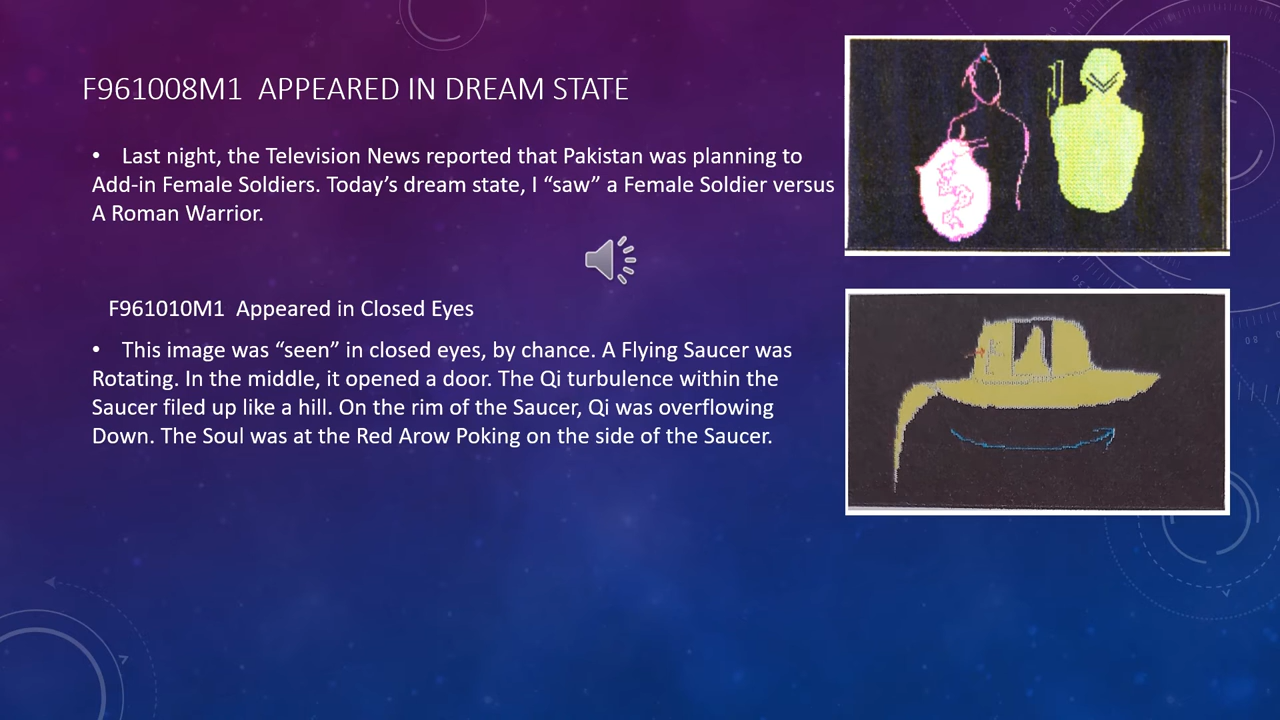 F961008M1  APPEARED IN DREAM STATE
• Last night, the Television News reported that Pakistan was planning to
Add-in Female Soldiers. Today’s dream state, I “saw” a Female Soldier versus
A Roman Warrior.
F961010M1  Appeared in Closed Eyes
• This image was “seen” in closed eyes, by chance. A Flying Saucer was
Rotating. In the middle, it opened a door. The Qi turbulence within the
Saucer filed up like a hill. On the rim of the Saucer, Qi was overflowing
Down. The Soul was at the Red Arow Poking on the side of the Saucer.